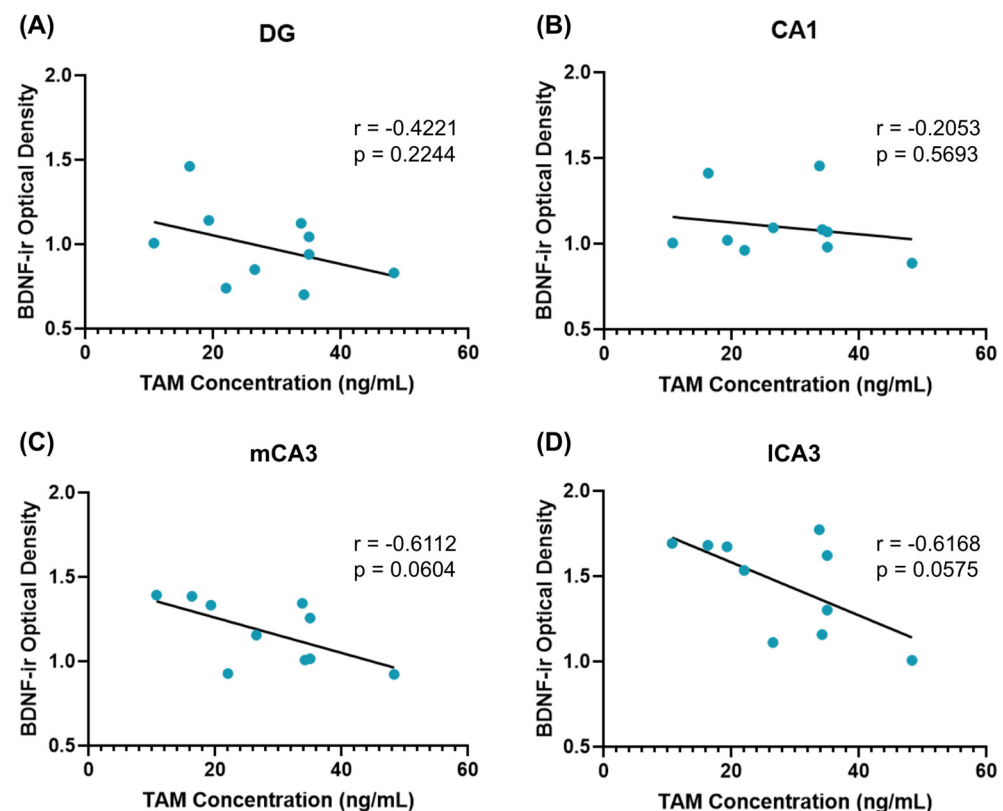 (A)
DG
BDNF-ir Optical Density
2.0
1.5
1.0
0.5
r = -0.4221
p = 0.2244
0 20 40 60
TAM Concentration (ng/mL)
(B)
CA1
BDNF-ir Optical Density
2.0
1.5
1.0
0.5
r = -0.2053
p = 0.5693
0 20 40 60
TAM Concentration (ng/mL)
(C)
mCA3
BDNF-ir Optical Density
2.0
1.5
1.0
0.5
r = -0.6112
p = 0.0604
0 20 40 60
TAM Concentration (ng/mL)
(D)
lCA3
BDNF-ir Optical Density
2.0
1.5
1.0
0.5
r = -0.6168
p = 0.0575
0 20 40 60
TAM Concentration (ng/mL)